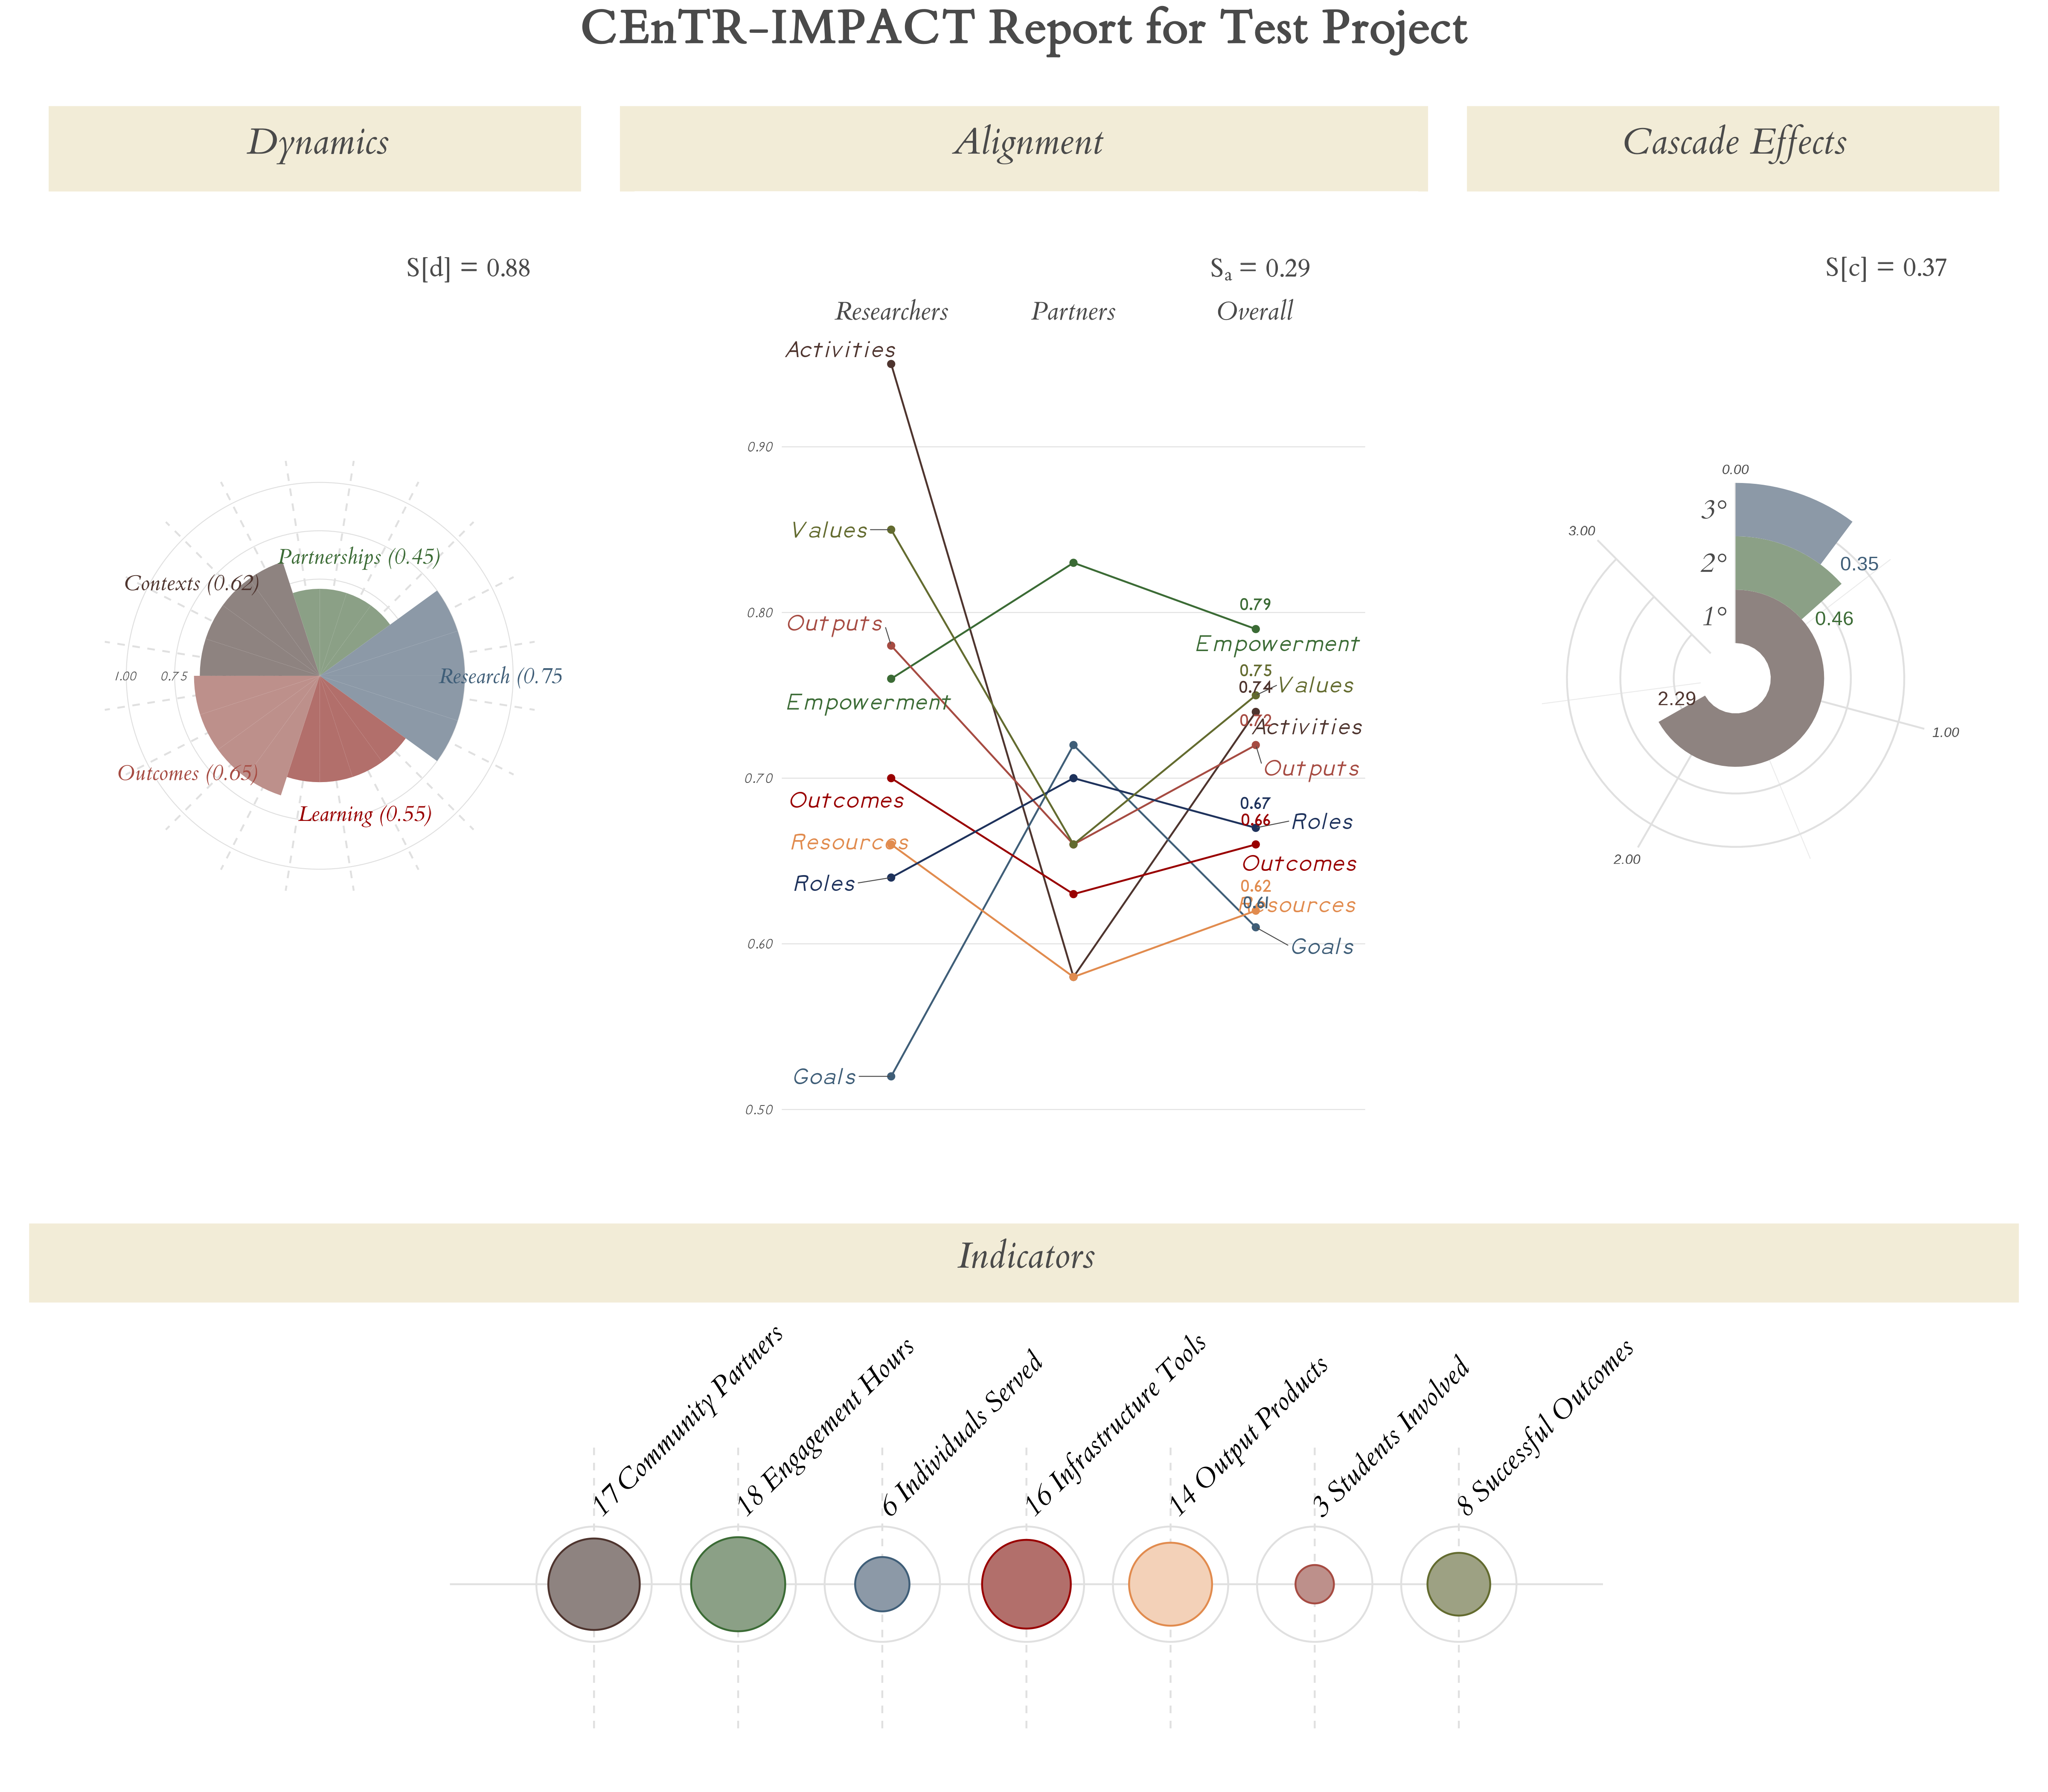 CEnTR-IMPACT Report for Test Project
Dynamics
Alignment
Cascade Effects
S[d] = 0.88
Sₐ = 0.29
S[c] = 0.37
Researchers
Partners
Overall
Partnerships (0.45)
Contexts (0.62)
1.00
0.75
Research (0.75
Outcomes (0.65)
Learning (0.55)
Activities
0.90
Values
Outputs
0.80
Empowerment
0.70
Outcomes
Resources
Roles
0.60
Goals
0.50
0.79
Empowerment
0.75
Values
0.74
Activities
0.72
Outputs
0.67
Roles
0.66
Outcomes
0.62
Resources
0.61
Goals
0.00
3°
3.00
2°
0.35
1°
0.46
2.29
1.00
2.00
Indicators
17 Community Partners
18 Engagement Hours
6 Individuals Served
16 Infrastructure Tools
14 Output Products
3 Students Involved
8 Successful Outcomes